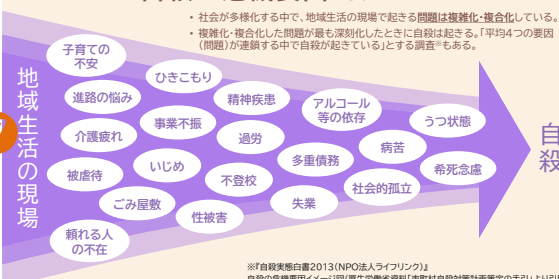 ・ 社会が多様化する中で、地域生活の現場で起きる問題は複雑化・複合化している。
・ 複雑化・複合化した問題が最も深刻化したときに自殺は起きる。「平均4つの要因
(問題)が連鎖する中で自殺が起きている」とする調査※もある。
地域生活の現場
子育ての
不安
ひきこもり
進路の悩み
精神疾患
アルコール
等の依存
うつ状態
介護疲れ
事業不振
過労
病苦
多重債務
希死念慮
被虐待
いじめ
不登校
社会的孤立
ごみ屋敷
性被害
失業
頼れる人
の不在
自殺
※『自殺実態白書2013(NPO法人ライフリンク)』